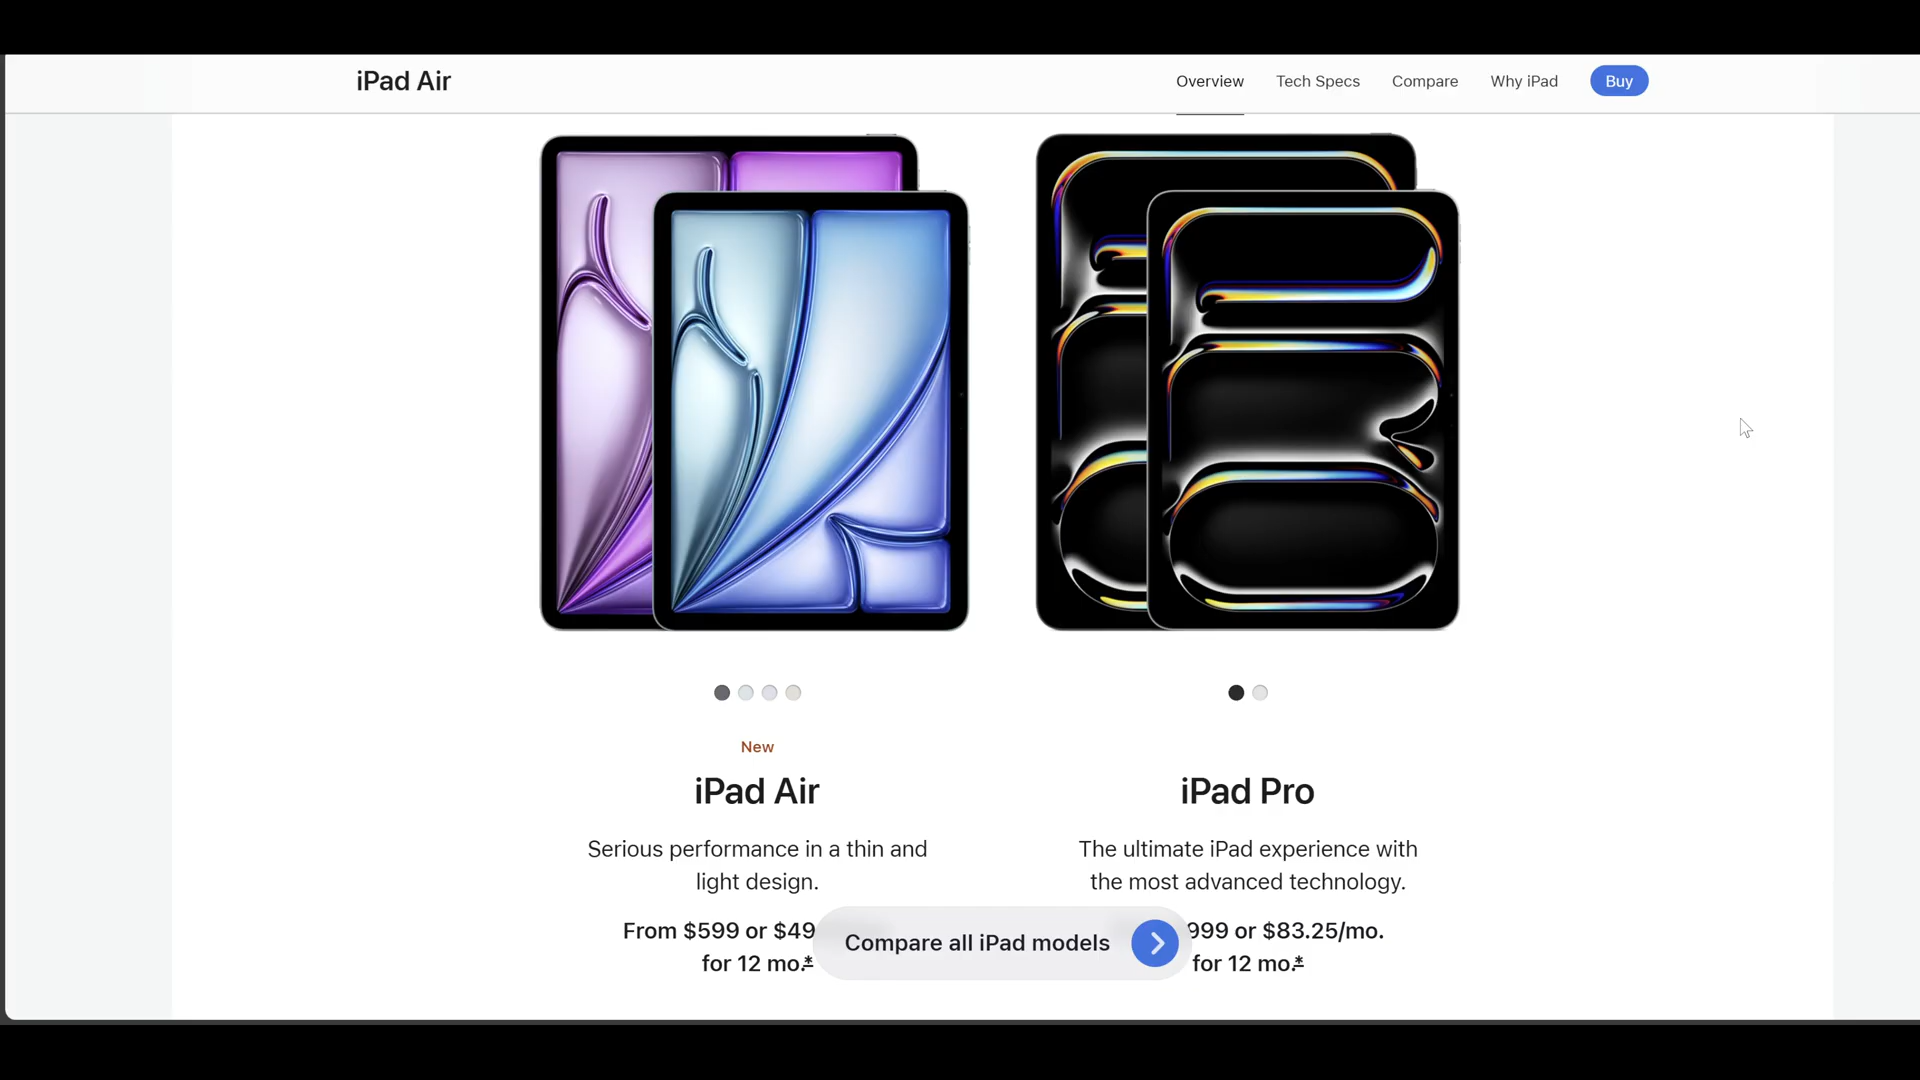 iPad Air
Overview
Tech Specs
Compare
Why iPad
Buy
New
iPad Air
Serious performance in a thin and
light design.
From $599 or $49
for 12 mo.*
iPad Pro
The ultimate iPad experience with
the most advanced technology.
999 or $83.25/mo.
for 12 mo.*
Compare all iPad models